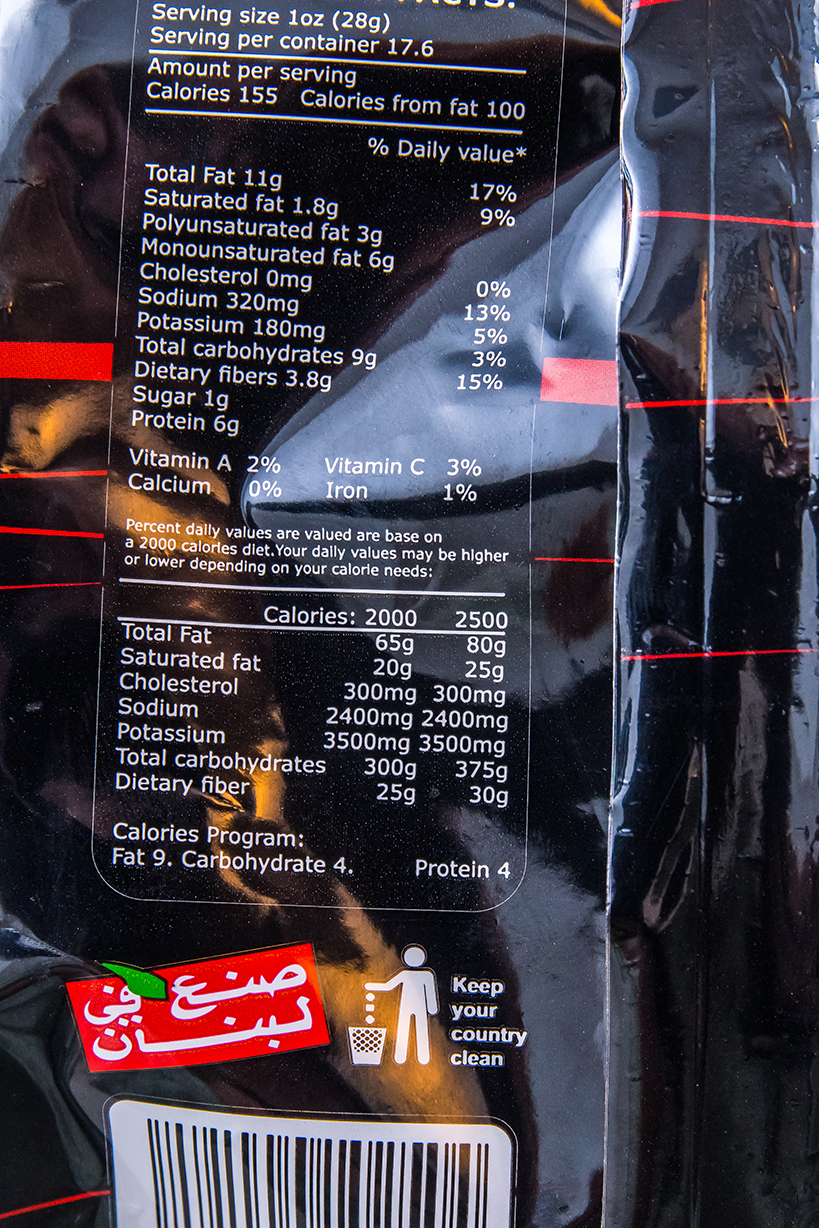 Serving size 1oz (28g)
Serving per container 17.6
Amount per serving
Calories 155 Calories from fat 100
% Daily value*
Total Fat 11g 17%
Saturated fat 1.8g 9%
Polyunsaturated fat 3g
Monounsaturated fat 6g
Cholesterol 0mg 0%
Sodium 320mg 13%
Potassium 180mg 5%
Total carbohydrates 9g 3%
Dietary fibers 3.8g 15%
Sugar 1g
Protein 6g
Vitamin A 2% Vitamin C 3%
Calcium 0% Iron 1%
Percent daily values are valued are base on
a 2000 calories diet.Your daily values may be higher
or lower depending on your calorie needs:
Calories: 2000 2500
Total Fat 65g 80g
Saturated fat 20g 25g
Cholesterol 300mg 300mg
Sodium 2400mg 2400mg
Potassium 3500mg 3500mg
Total carbohydrates 300g 375g
Dietary fiber 25g 30g
Calories Program:
Fat 9. Carbohydrate 4. Protein 4
صنع في
لبنان
Keep
your
country
clean